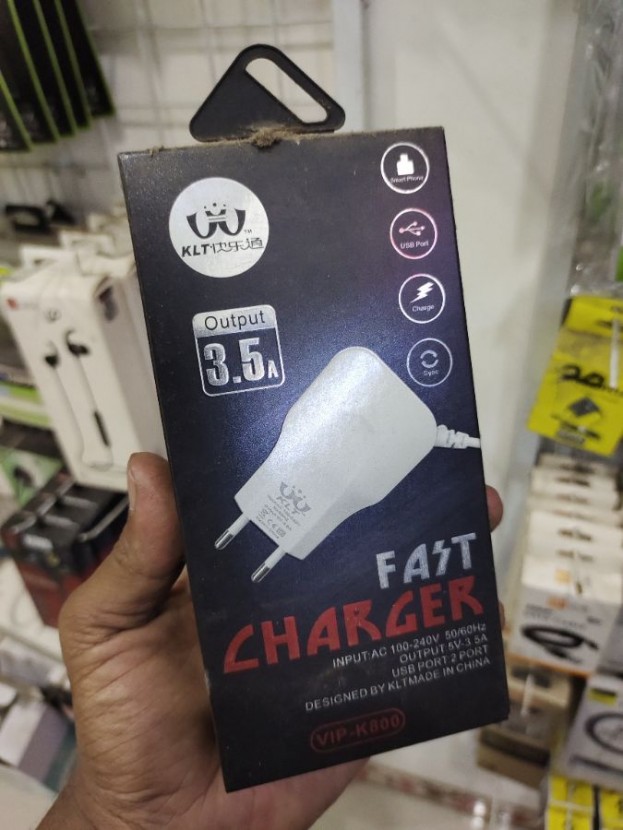 Smart Phone
KLT快乐通
TM
USB Port
Charge
Sync
Output
3.5A
KLT
FAST
CHARGER
INPUT:AC 100-240V 50/60Hz
OUTPUT:5V-3.5A
USB PORT 2 PORT
DESIGNED BY KLTMADE IN CHINA
VIP-K800